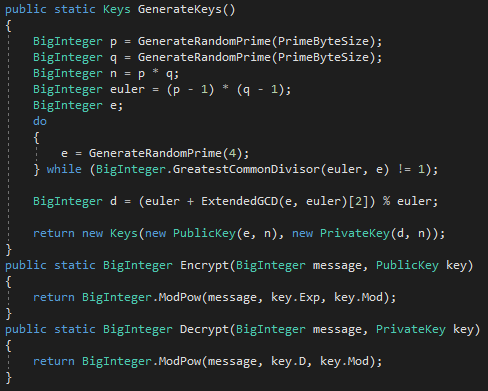 public static Keys GenerateKeys()
{
    BigInteger p = GenerateRandomPrime(PrimeByteSize);
    BigInteger q = GenerateRandomPrime(PrimeByteSize);
    BigInteger n = p * q;
    BigInteger euler = (p - 1) * (q - 1);
    BigInteger e;
    do
    {
        e = GenerateRandomPrime(4);
    } while (BigInteger.GreatestCommonDivisor(euler, e) != 1);

    BigInteger d = (euler + ExtendedGCD(e, euler)[2]) % euler;

    return new Keys(new PublicKey(e, n), new PrivateKey(d, n));
}
public static BigInteger Encrypt(BigInteger message, PublicKey key)
{
    return BigInteger.ModPow(message, key.Exp, key.Mod);
}
public static BigInteger Decrypt(BigInteger message, PrivateKey key)
{
    return BigInteger.ModPow(message, key.D, key.Mod);
}